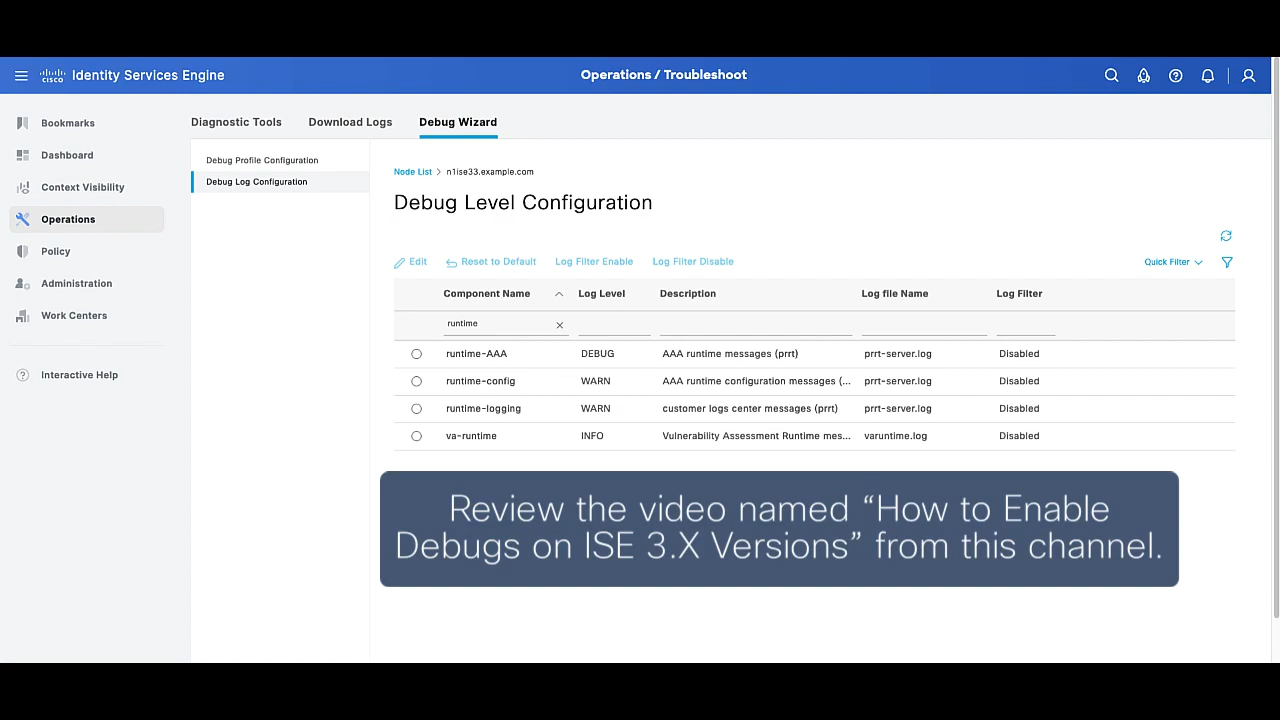 cisco Identity Services Engine
Operations / Troubleshoot
Bookmarks
Dashboard
Context Visibility
Operations
Policy
Administration
Work Centers
Interactive Help
Diagnostic Tools Download Logs Debug Wizard
Debug Profile Configuration
Debug Log Configuration
Node List > n1ise33.example.com
Debug Level Configuration
Edit Reset to Default Log Filter Enable Log Filter Disable Quick Filter
Component Name Log Level Description Log file Name Log Filter
runtime
runtime-AAA DEBUG AAA runtime messages (prrt) prrt-server.log Disabled
runtime-config WARN AAA runtime configuration messages (... prrt-server.log Disabled
runtime-logging WARN customer logs center messages (prrt) prrt-server.log Disabled
va-runtime INFO Vulnerability Assessment Runtime mes... varuntime.log Disabled
Review the video named “How to Enable
Debugs on ISE 3.X Versions” from this channel.